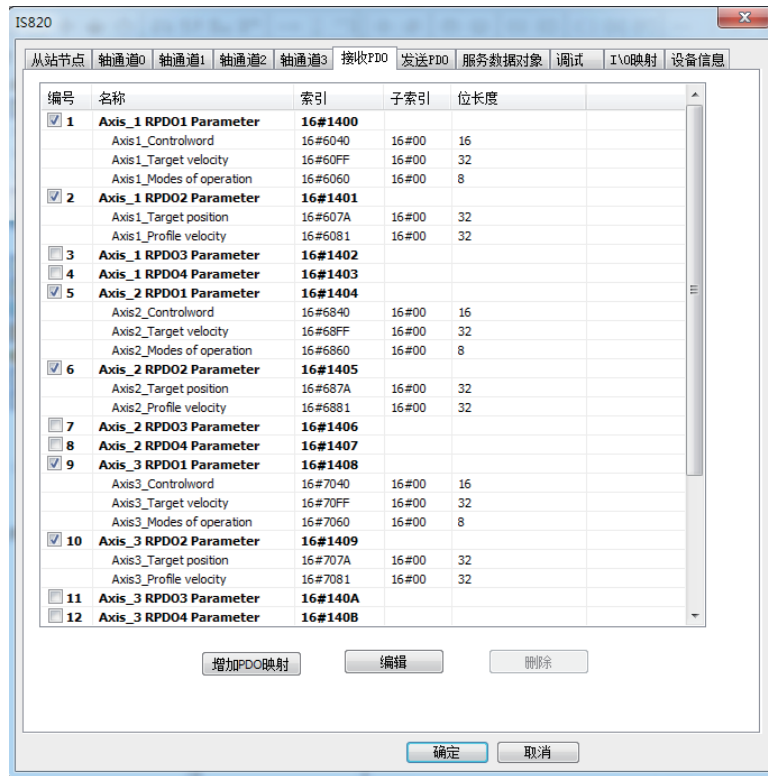 IS820
从站节点 轴通道0 轴通道1 轴通道2 轴通道3 接收PDO 发送PDO 服务数据对象 调试 I\O映射 设备信息
编号 名称 索引 子索引 位长度
1 Axis_1 RPDO1 Parameter 16#1400
Axis1_Controlword 16#6040 16#00 16
Axis1_Target velocity 16#60FF 16#00 32
Axis1_Modes of operation 16#6060 16#00 8
2 Axis_1 RPDO2 Parameter 16#1401
Axis1_Target position 16#607A 16#00 32
Axis1_Profile velocity 16#6081 16#00 32
3 Axis_1 RPDO3 Parameter 16#1402
4 Axis_1 RPDO4 Parameter 16#1403
5 Axis_2 RPDO1 Parameter 16#1404
Axis2_Controlword 16#6840 16#00 16
Axis2_Target velocity 16#68FF 16#00 32
Axis2_Modes of operation 16#6860 16#00 8
6 Axis_2 RPDO2 Parameter 16#1405
Axis2_Target position 16#687A 16#00 32
Axis2_Profile velocity 16#6881 16#00 32
7 Axis_2 RPDO3 Parameter 16#1406
8 Axis_2 RPDO4 Parameter 16#1407
9 Axis_3 RPDO1 Parameter 16#1408
Axis3_Controlword 16#7040 16#00 16
Axis3_Target velocity 16#70FF 16#00 32
Axis3_Modes of operation 16#7060 16#00 8
10 Axis_3 RPDO2 Parameter 16#1409
Axis3_Target position 16#707A 16#00 32
Axis3_Profile velocity 16#7081 16#00 32
11 Axis_3 RPDO3 Parameter 16#140A
12 Axis_3 RPDO4 Parameter 16#140B
增加PDO映射 编辑 删除
确定 取消